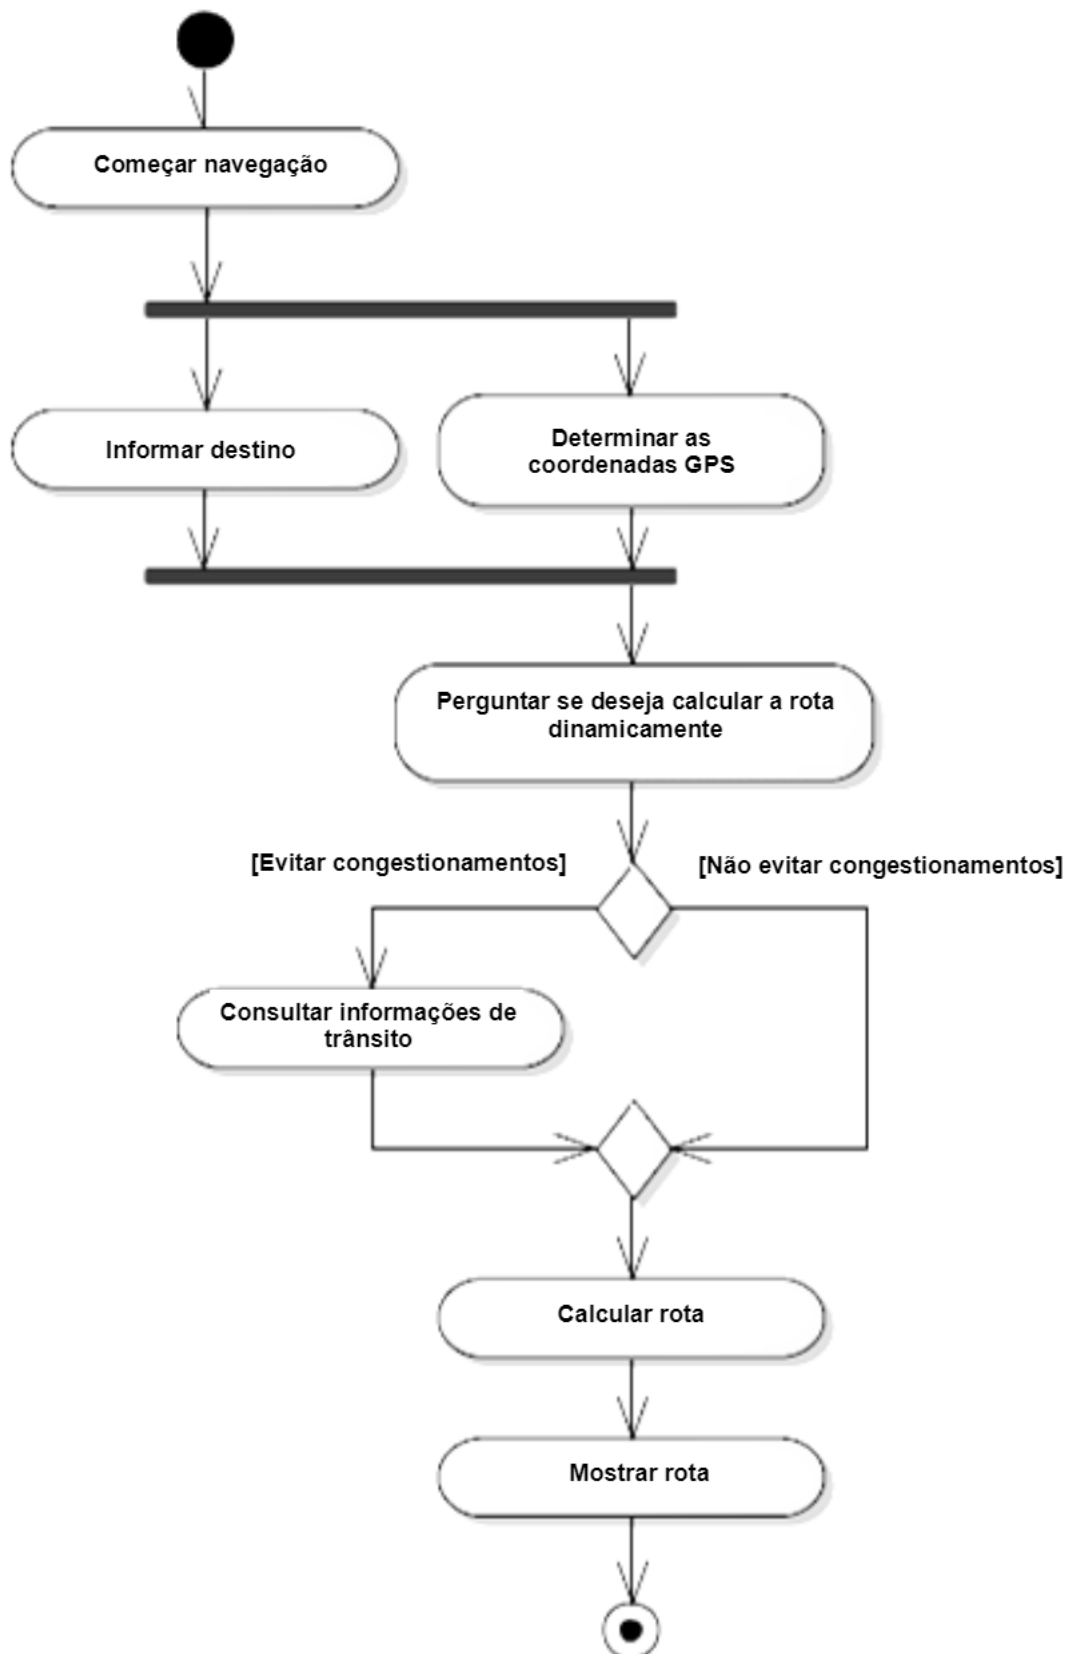 Começar navegação
Informar destino
Determinar as
coordenadas GPS
Perguntar se deseja calcular a rota
dinamicamente
[Evitar congestionamentos]
[Não evitar congestionamentos]
Consultar informações de
trânsito
Calcular rota
Mostrar rota